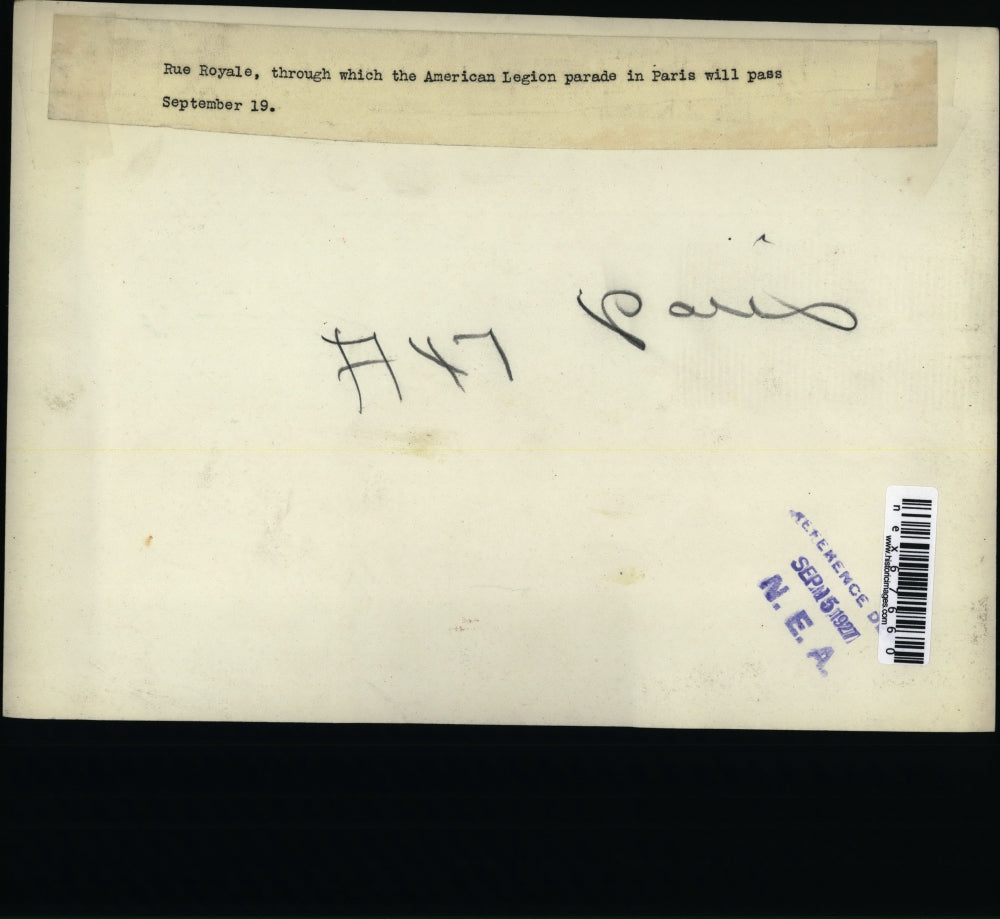 Rue Royale, through which the American Legion parade in Paris will pass
September 19.
Paris
#47
REFERENCE
SEP 15 1927
N. E. A.
nex67660
www.historicimages.com